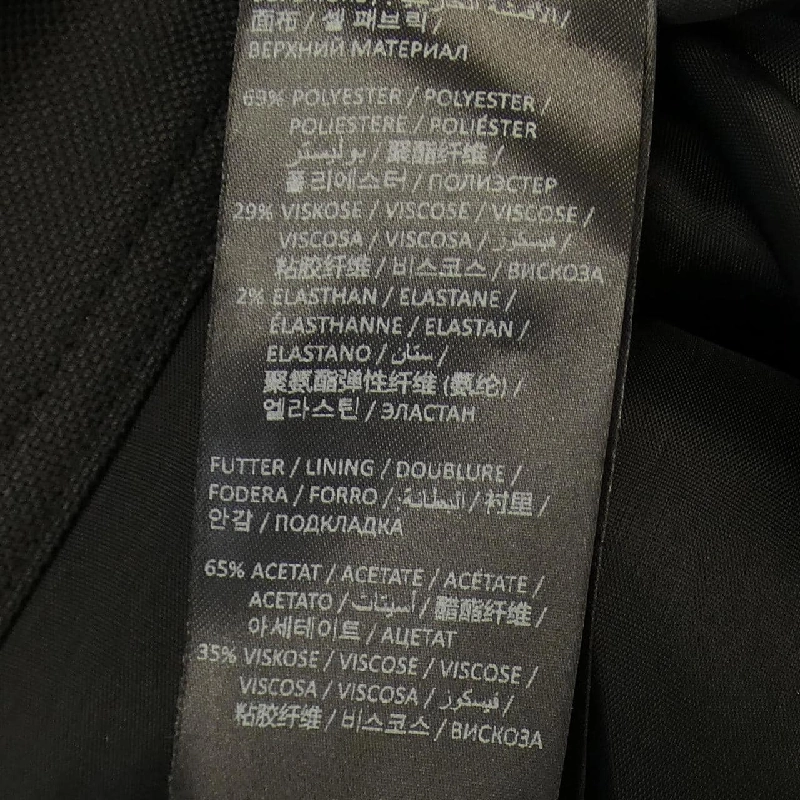 الأقمشة الخارجية /
面布 / 쉘 패브릭 /
ВЕРХНИЙ МАТЕРИАЛ
69% POLYESTER / POLYESTER /
POLIESTERE / POLIÉSTER
بوليستر / 聚酯纤维 /
폴리에스터 / ПОЛИЭСТЕР
29% VISKOSE / VISCOSE / VISCOSE /
VISCOSA / VISCOSA / فيسكوز /
粘胶纤维 / 비스코스 / ВИСКОЗА
2% ELASTHAN / ELASTANE /
ÉLASTHANNE / ELASTAN /
ELASTANO / ستان /
聚氨酯弹性纤维 (氨纶) /
엘라스틴 / ЭЛАСТАН
FUTTER / LINING / DOUBLURE /
FODERA / FORRO / البطانة: / 衬里 /
안감 / ПОДКЛАДКА
65% ACETAT / ACETATE / ACÉTATE /
ACETATO / أسيتات / 醋酯纤维 /
아세테이트 / АЦЕТАТ
35% VISKOSE / VISCOSE / VISCOSE /
VISCOSA / VISCOSA / فيسكوز /
粘胶纤维 / 비스코스 / ВИСКОЗА